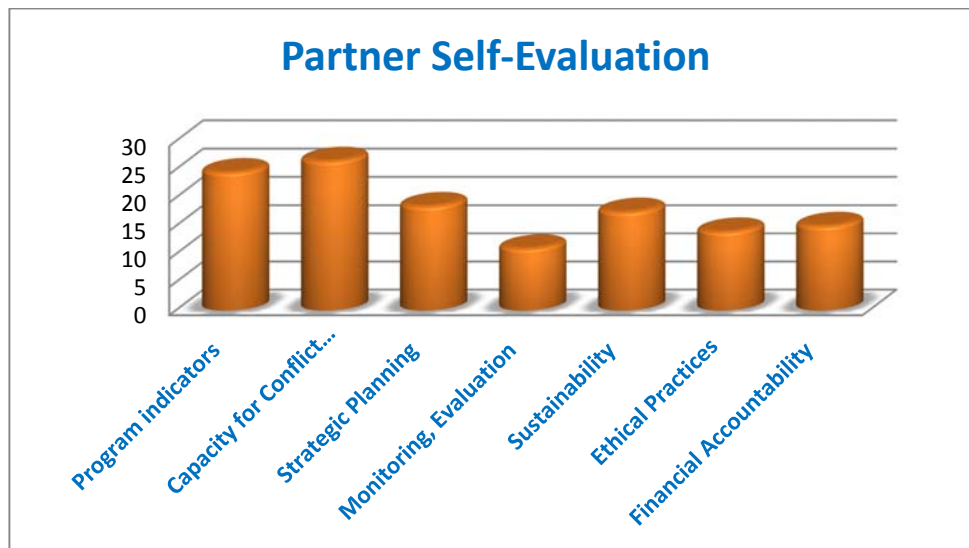 Partner Self-Evaluation
30
25
20
15
10
5
0
Program indicators
Capacity for Conflict...
Strategic Planning
Monitoring, Evaluation
Sustainability
Ethical Practices
Financial Accountability